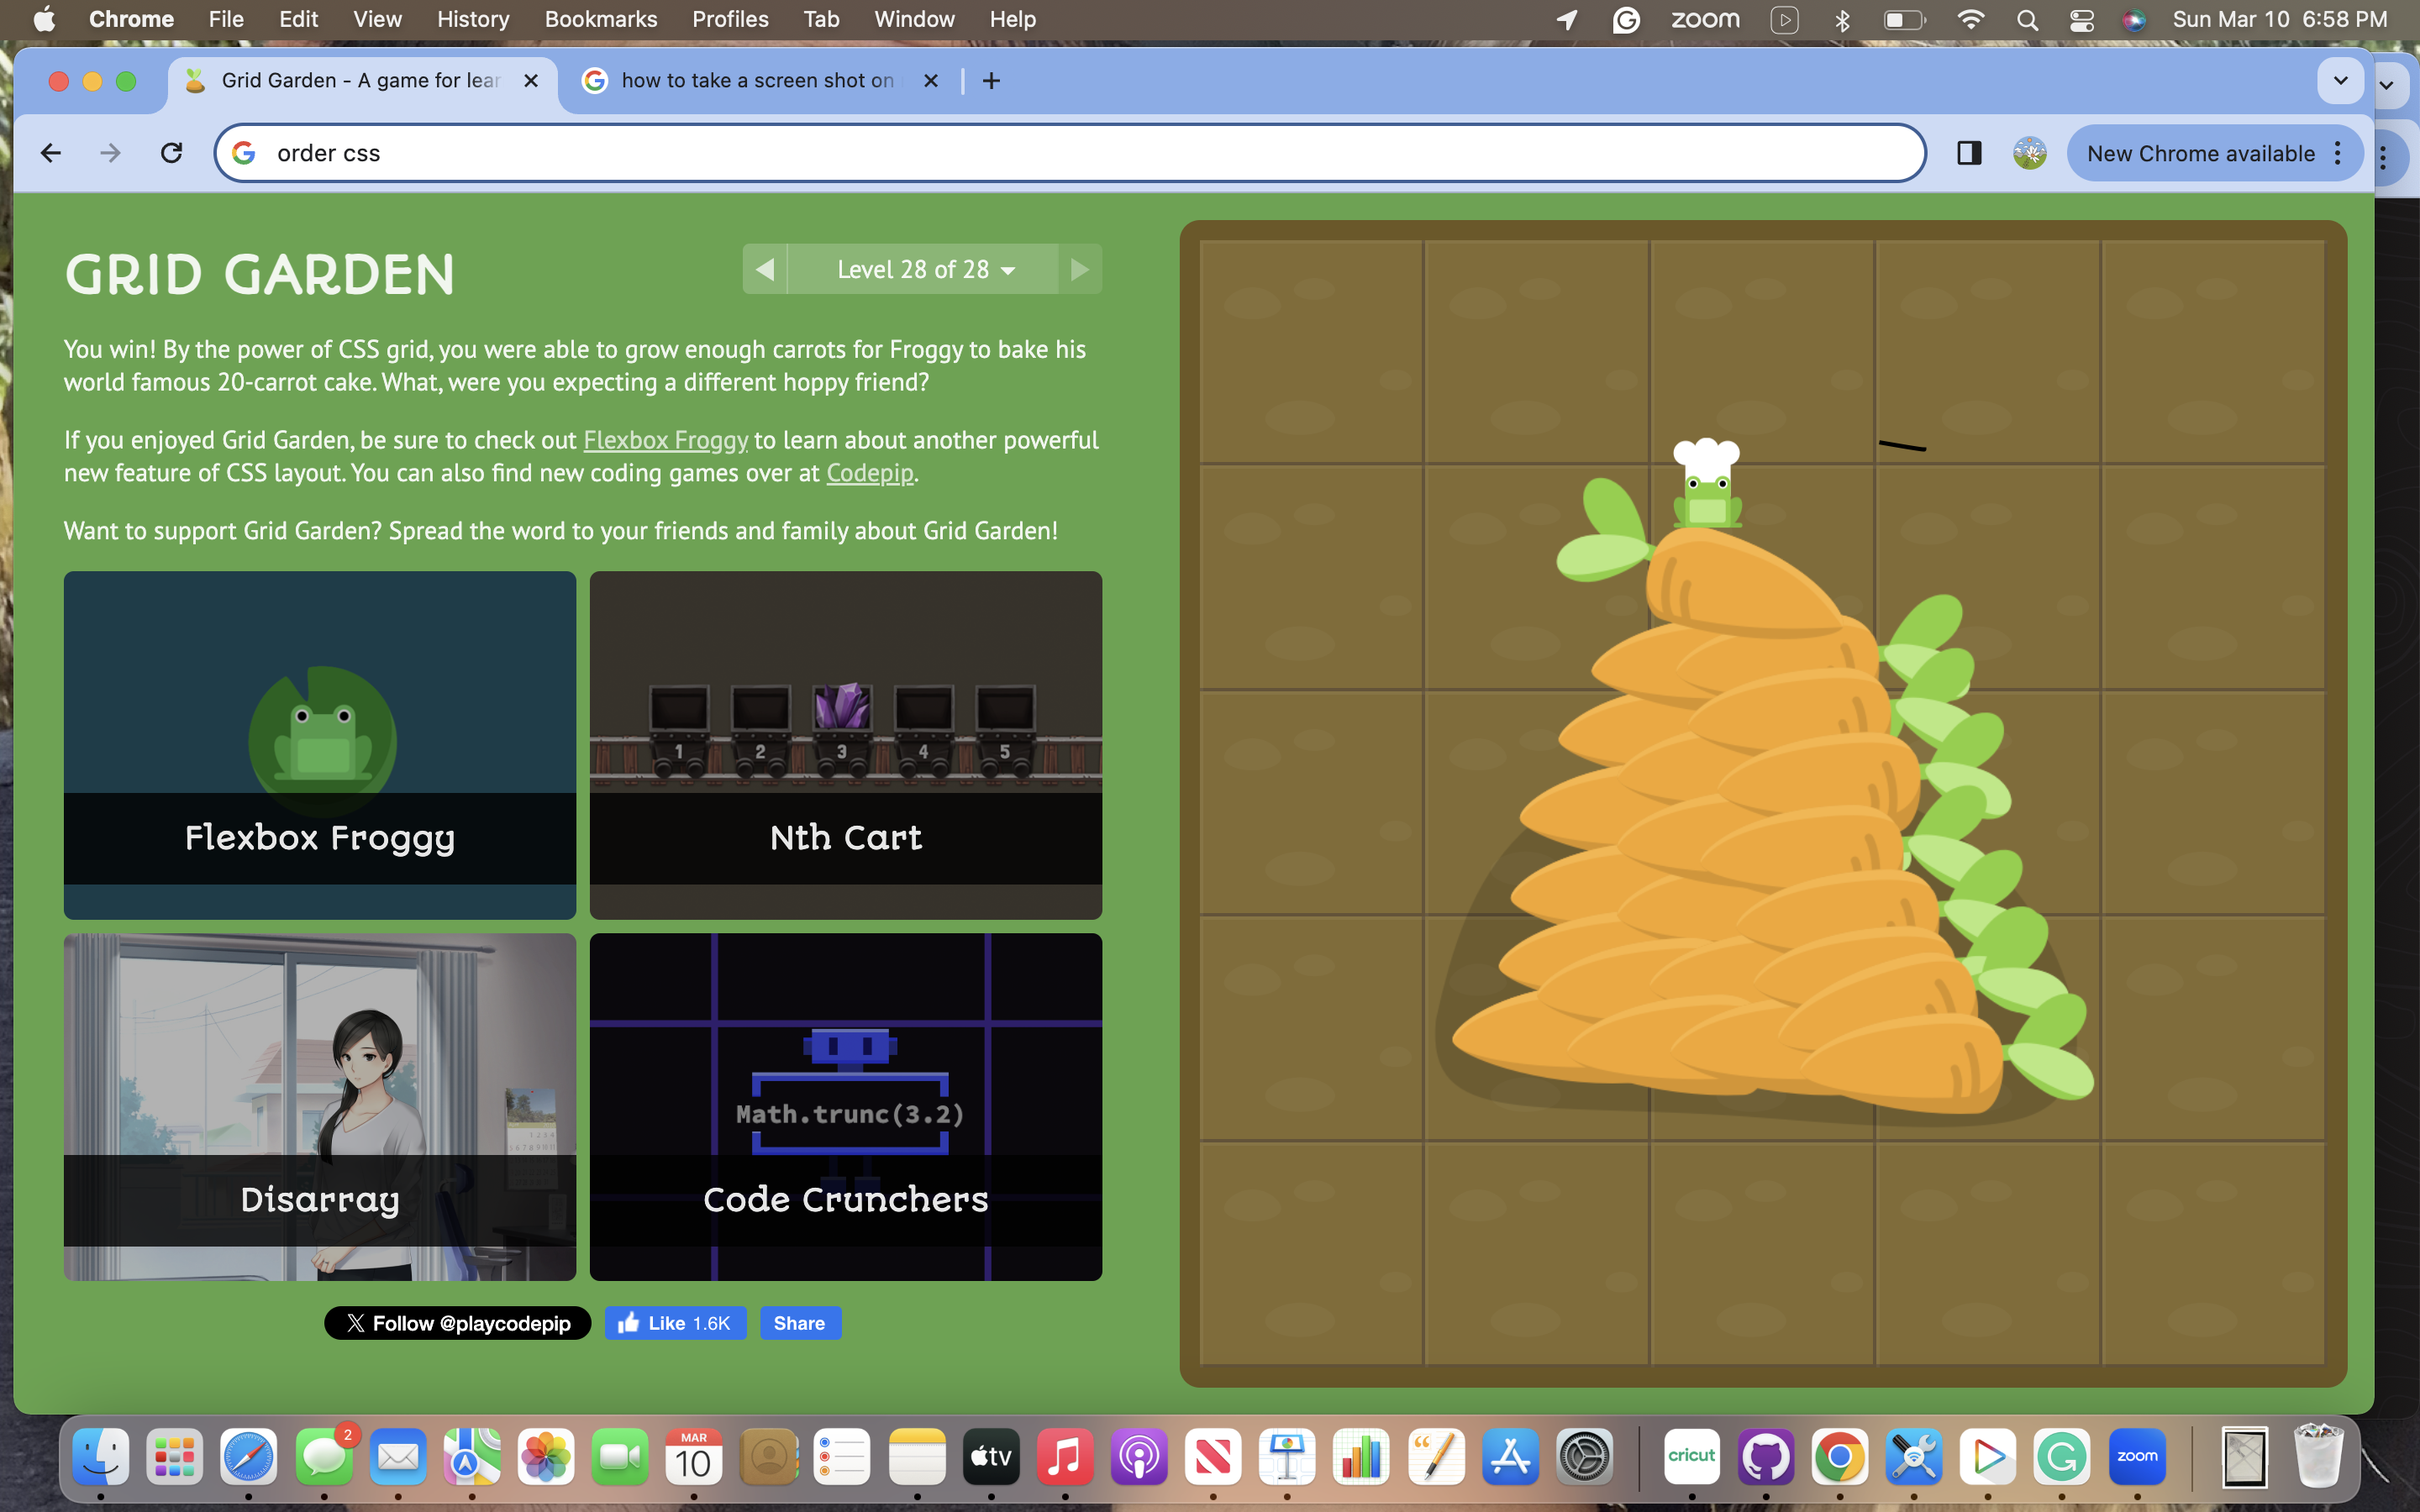 Chrome File Edit View History Bookmarks Profiles Tab Window Help zoom Sun Mar 10 6:58 PM
Grid Garden - A game for lear how to take a screen shot on
order css New Chrome available
GRID GARDEN
Level 28 of 28
You win! By the power of CSS grid, you were able to grow enough carrots for Froggy to bake his
world famous 20-carrot cake. What, were you expecting a different hoppy friend?
If you enjoyed Grid Garden, be sure to check out Flexbox Froggy to learn about another powerful
new feature of CSS layout. You can also find new coding games over at Codepip.
Want to support Grid Garden? Spread the word to your friends and family about Grid Garden!
1 2 3 4 5
Flexbox Froggy
Nth Cart
Math.trunc(3.2)
Disarray
Code Crunchers
Follow @playcodepip Like 1.6K Share
2 MAR 10 tv cricut zoom